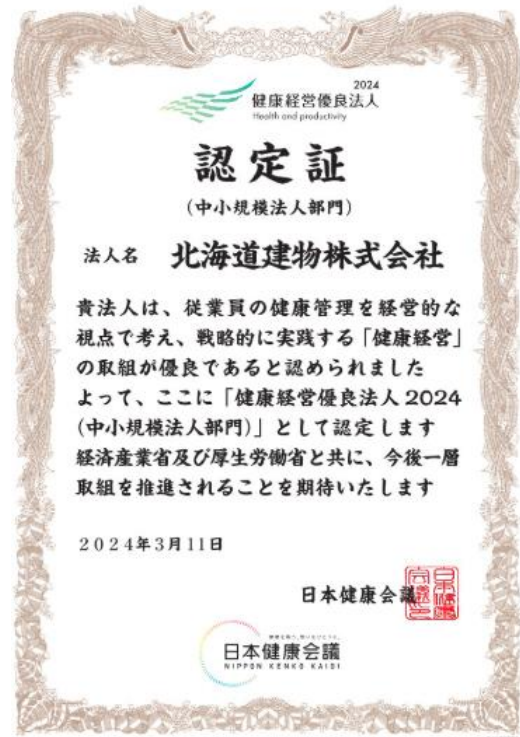 2024
健康経営優良法人
Health and productivity
認定証
(中小規模法人部門)
法人名 北海道建物株式会社
貴法人は、従業員の健康管理を経営的な
視点で考え、戦略的に実践する「健康経営」
の取組が優良であると認められました
よって、ここに「健康経営優良法人2024
(中小規模法人部門)」として認定します
経済産業省及び厚生労働省と共に、今後一層
取組を推進されることを期待いたします
2024年3月11日
日本健康会議
日本健康会議
NIPPON KENKO KAIGI